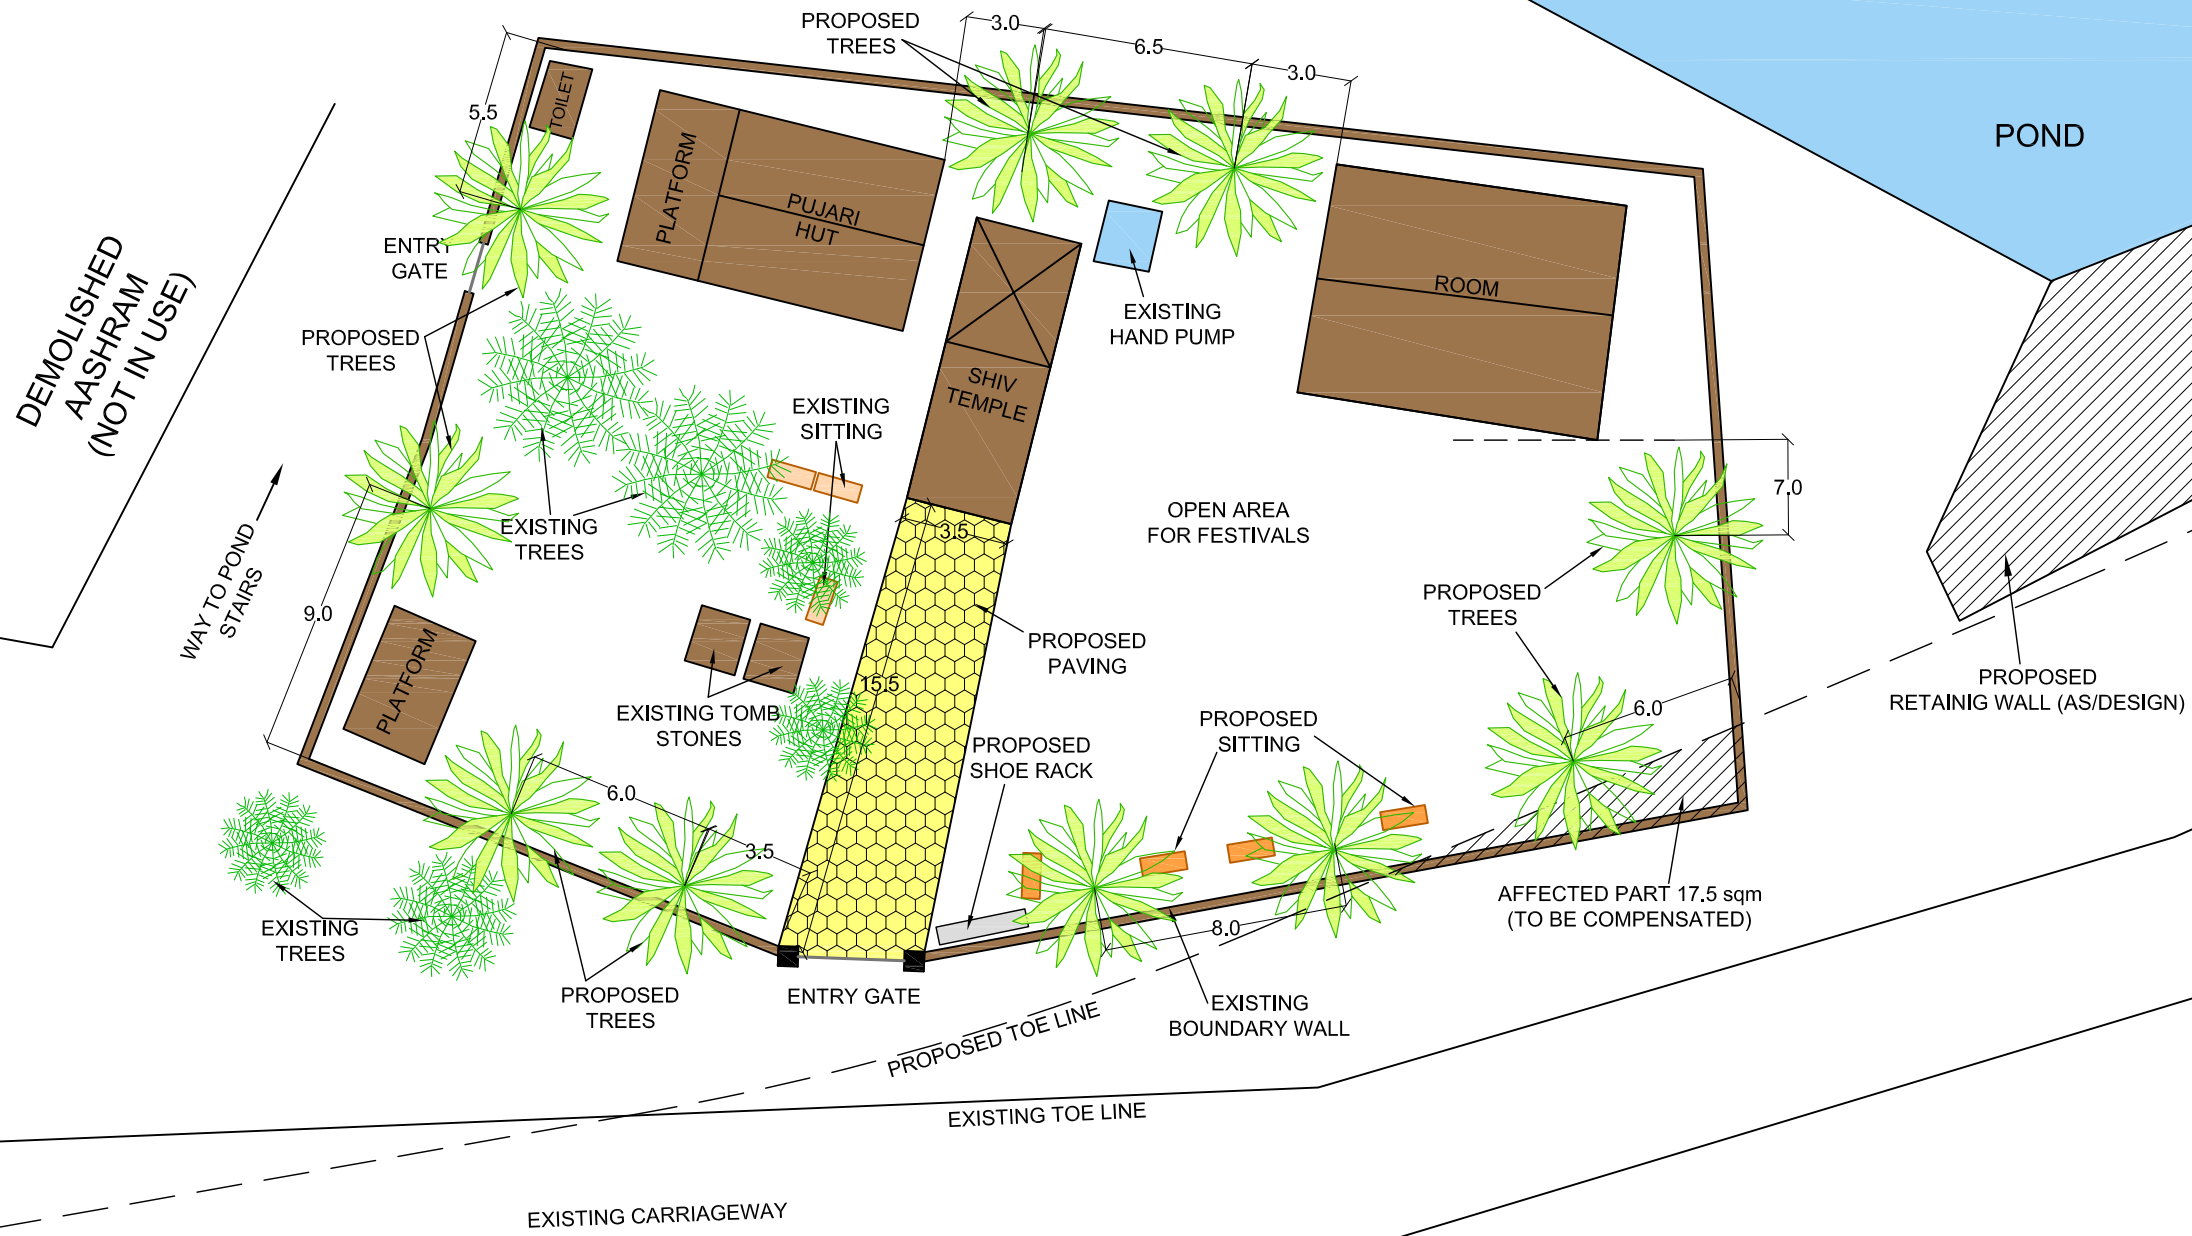 PROPOSED
TREES
3.0
6.5
3.0
POND
5.5
TOILET
PLATFORM
PUJARI
HUT
ENTRY
GATE
DEMOLISHED
AASHRAM
(NOT IN USE)
EXISTING
HAND PUMP
ROOM
PROPOSED
TREES
SHIV
TEMPLE
EXISTING
SITTING
7.0
EXISTING
TREES
3.5
OPEN AREA
FOR FESTIVALS
WAY TO POND
STAIRS
9.0
PLATFORM
PROPOSED
TREES
PROPOSED
PAVING
15.5
EXISTING TOMB
STONES
PROPOSED
RETAINIG WALL (AS/DESIGN)
6.0
PROPOSED
SITTING
PROPOSED
SHOE RACK
6.0
3.5
AFFECTED PART 17.5 sqm
(TO BE COMPENSATED)
8.0
EXISTING
TREES
PROPOSED
TREES
ENTRY GATE
EXISTING
BOUNDARY WALL
PROPOSED TOE LINE
EXISTING TOE LINE
EXISTING CARRIAGEWAY